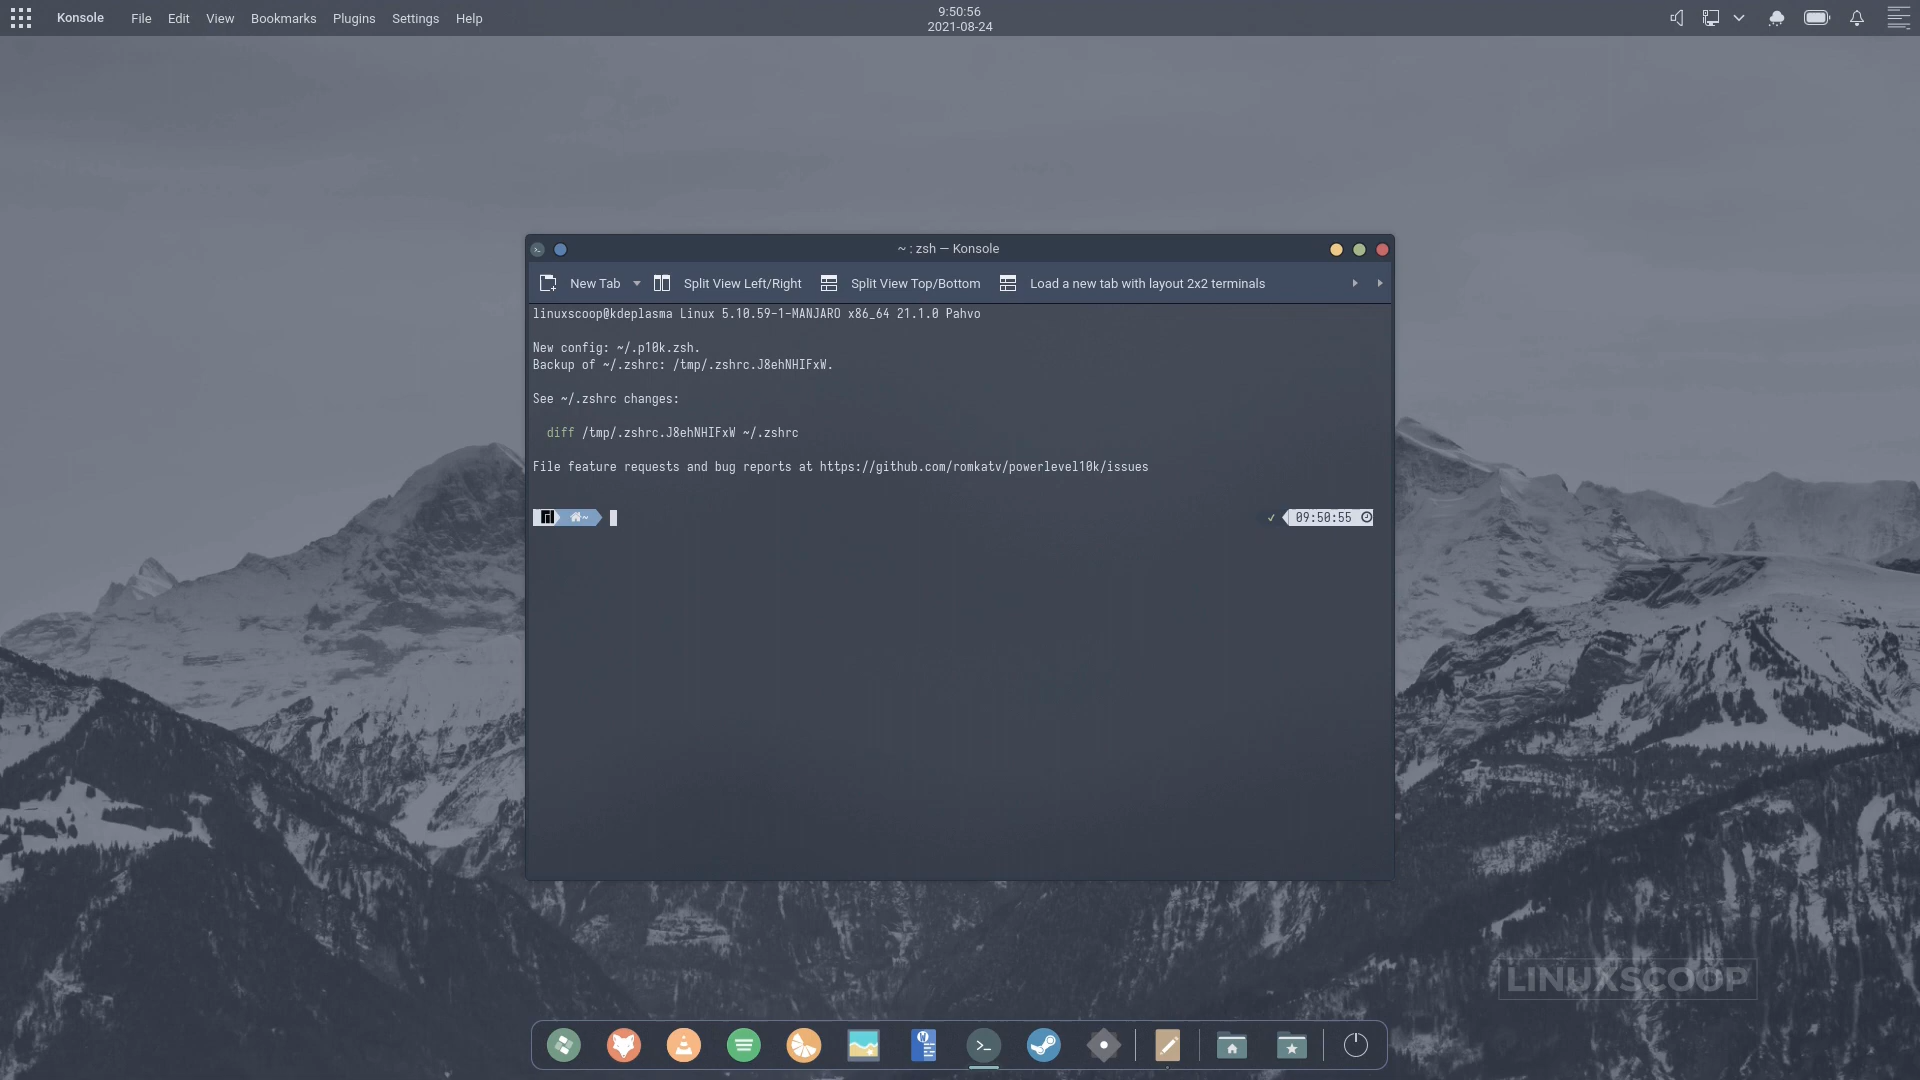 Konsole File Edit View Bookmarks Plugins Settings Help
9:50:56
2021-08-24
~ : zsh — Konsole
New Tab Split View Left/Right Split View Top/Bottom Load a new tab with layout 2x2 terminals
linuxscoop@kdeplasma Linux 5.10.59-1-MANJARO x86_64 21.1.0 Pahvo
New config: ~/.p10k.zsh.
Backup of ~/.zshrc: /tmp/.zshrc.J8ehNHIFxW.
See ~/.zshrc changes:
diff /tmp/.zshrc.J8ehNHIFxW ~/.zshrc
File feature requests and bug reports at https://github.com/romkatv/powerlevel10k/issues
~ ✓ 09:50:55
LINUXSCOOP